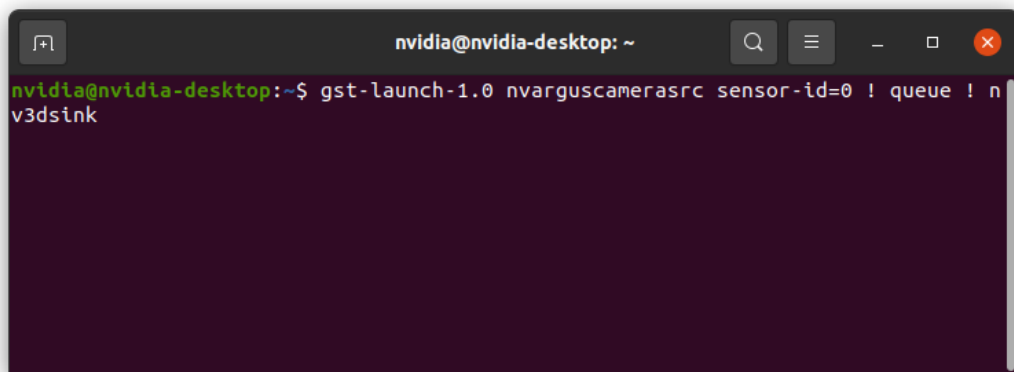 nvidia@nvidia-desktop: ~
nvidia@nvidia-desktop:~$ gst-launch-1.0 nvarguscamerasrc sensor-id=0 ! queue ! n
v3dsink